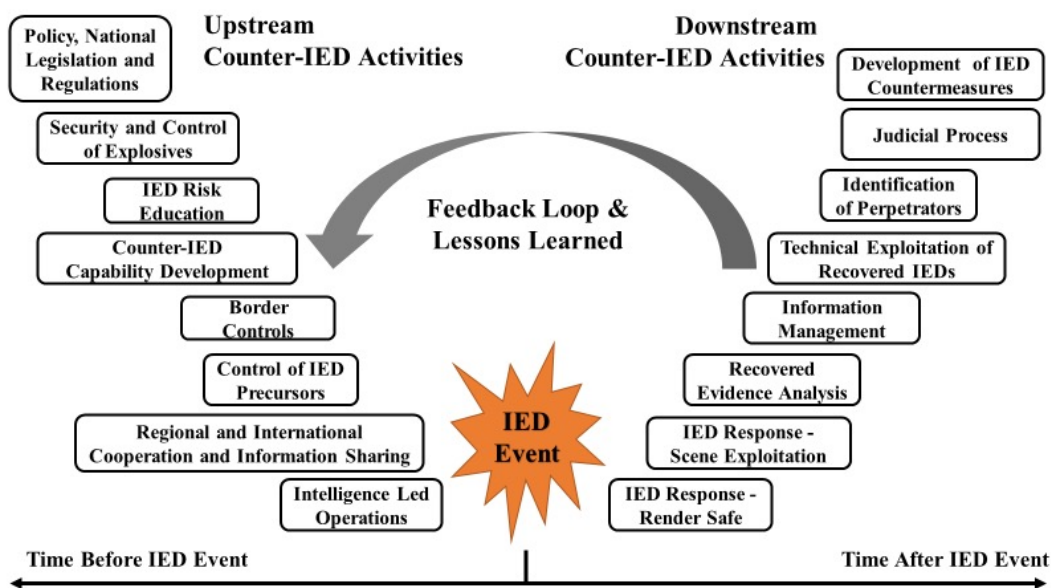 Upstream
Counter-IED Activities
Downstream
Counter-IED Activities
Policy, National
Legislation and
Regulations
Security and Control
of Explosives
IED Risk
Education
Counter-IED
Capability Development
Border
Controls
Control of IED
Precursors
Regional and International
Cooperation and Information Sharing
Intelligence Led
Operations
Feedback Loop &
Lessons Learned
IED
Event
Development of IED
Countermeasures
Judicial Process
Identification
of Perpetrators
Technical Exploitation of
Recovered IEDs
Information
Management
Recovered
Evidence Analysis
IED Response -
Scene Exploitation
IED Response -
Render Safe
Time Before IED Event
Time After IED Event